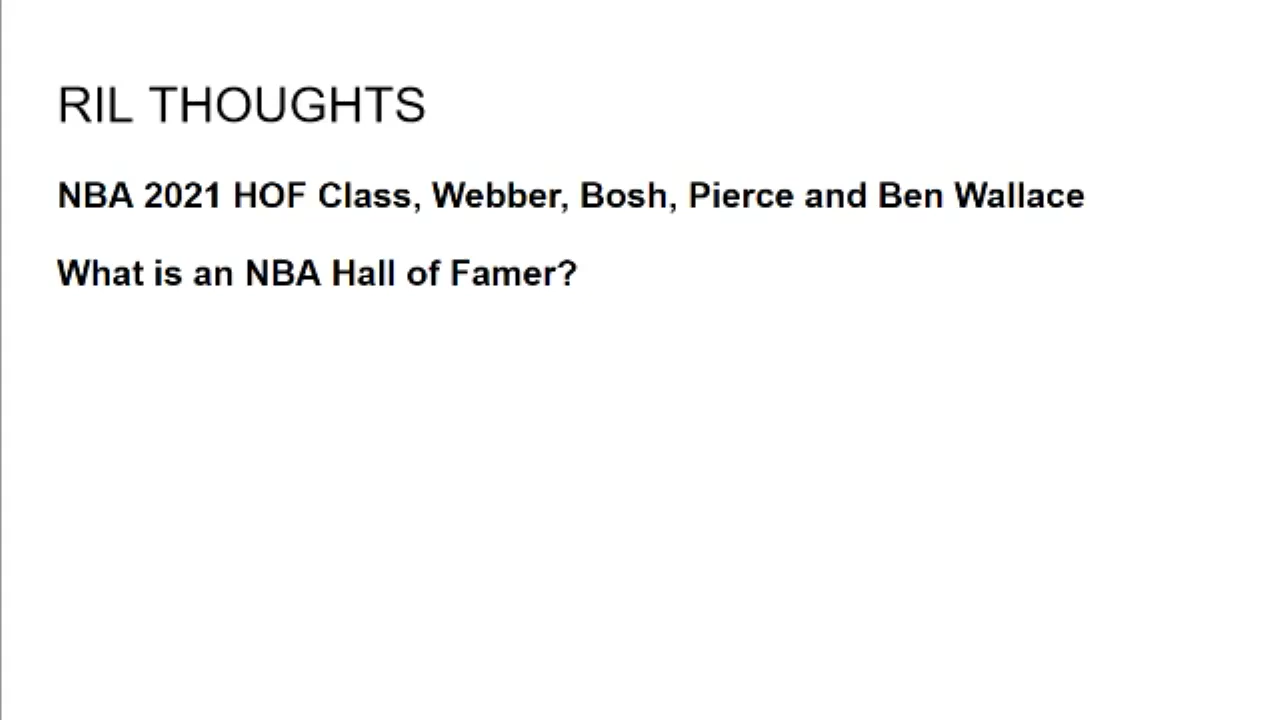 RIL THOUGHTS
NBA 2021 HOF Class, Webber, Bosh, Pierce and Ben Wallace
What is an NBA Hall of Famer?